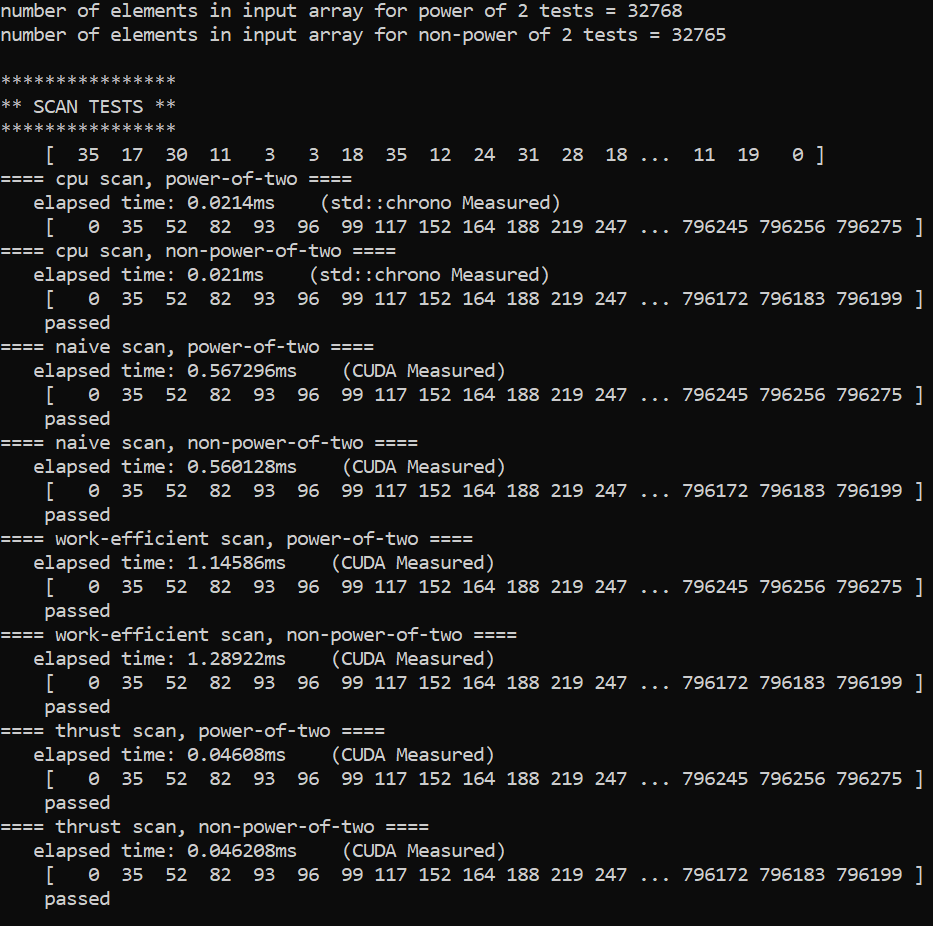 number of elements in input array for power of 2 tests = 32768
number of elements in input array for non-power of 2 tests = 32765

****************
** SCAN TESTS **
****************
    [  35  17  30  11   3   3  18  35  12  24  31  28  18 ...  11  19   0 ]
==== cpu scan, power-of-two ====
   elapsed time: 0.0214ms    (std::chrono Measured)
    [   0  35  52  82  93  96  99 117 152 164 188 219 247 ... 796245 796256 796275 ]
==== cpu scan, non-power-of-two ====
   elapsed time: 0.021ms    (std::chrono Measured)
    [   0  35  52  82  93  96  99 117 152 164 188 219 247 ... 796172 796183 796199 ]
    passed
==== naive scan, power-of-two ====
   elapsed time: 0.567296ms    (CUDA Measured)
    [   0  35  52  82  93  96  99 117 152 164 188 219 247 ... 796245 796256 796275 ]
    passed
==== naive scan, non-power-of-two ====
   elapsed time: 0.560128ms    (CUDA Measured)
    [   0  35  52  82  93  96  99 117 152 164 188 219 247 ... 796172 796183 796199 ]
    passed
==== work-efficient scan, power-of-two ====
   elapsed time: 1.14586ms    (CUDA Measured)
    [   0  35  52  82  93  96  99 117 152 164 188 219 247 ... 796245 796256 796275 ]
    passed
==== work-efficient scan, non-power-of-two ====
   elapsed time: 1.28922ms    (CUDA Measured)
    [   0  35  52  82  93  96  99 117 152 164 188 219 247 ... 796172 796183 796199 ]
    passed
==== thrust scan, power-of-two ====
   elapsed time: 0.04608ms    (CUDA Measured)
    [   0  35  52  82  93  96  99 117 152 164 188 219 247 ... 796245 796256 796275 ]
    passed
==== thrust scan, non-power-of-two ====
   elapsed time: 0.046208ms    (CUDA Measured)
    [   0  35  52  82  93  96  99 117 152 164 188 219 247 ... 796172 796183 796199 ]
    passed